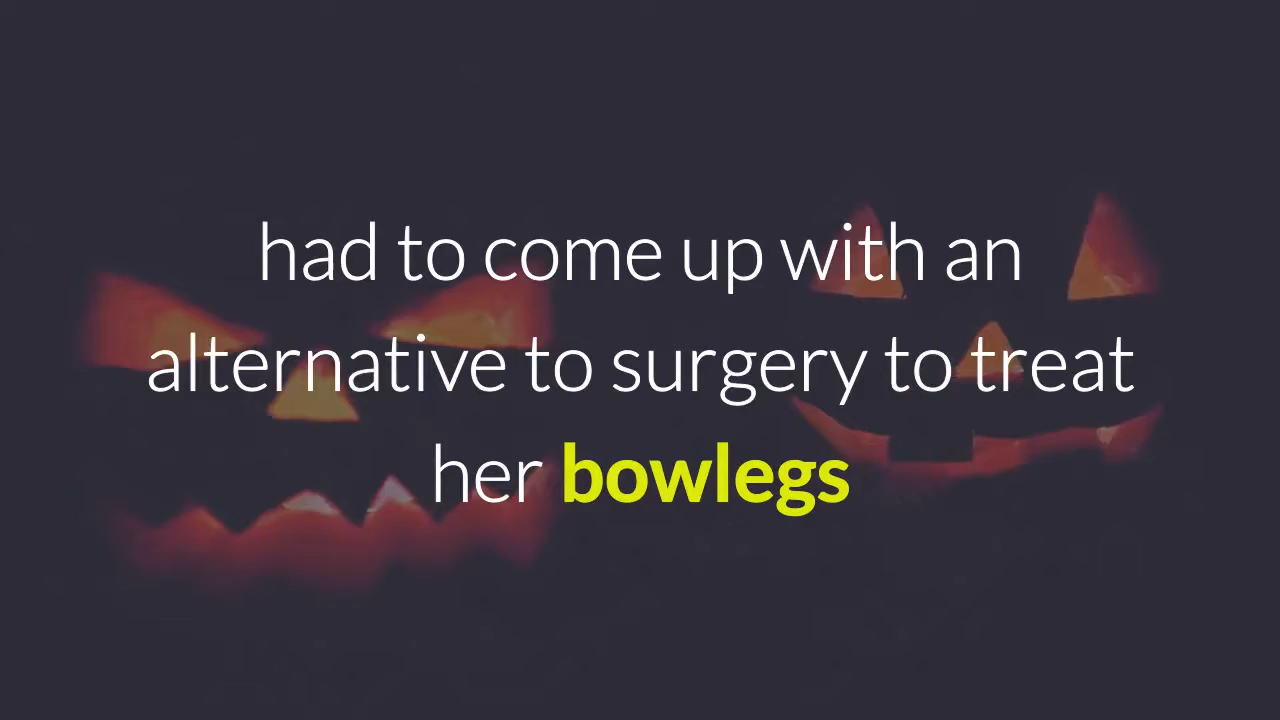 had to come up with an
alternative to surgery to treat
her bowlegs